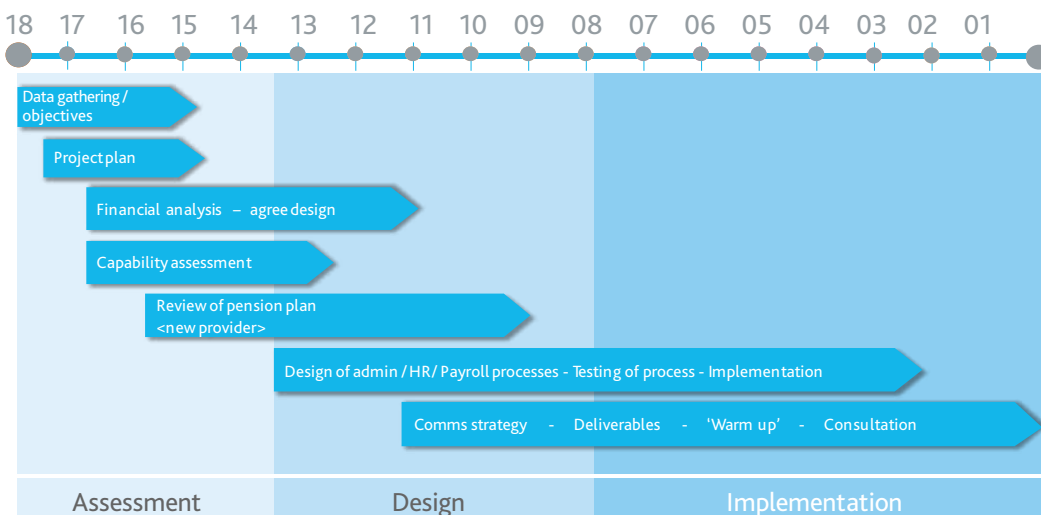 18 17 16 15 14 13 12 11 10 09 08 07 06 05 04 03 02 01
Data gathering /
objectives
Project plan
Financial analysis – agree design
Capability assessment
Review of pension plan
<new provider>
Design of admin / HR/ Payroll processes - Testing of process - Implementation
Comms strategy - Deliverables - ‘Warm up’ - Consultation
Assessment Design Implementation